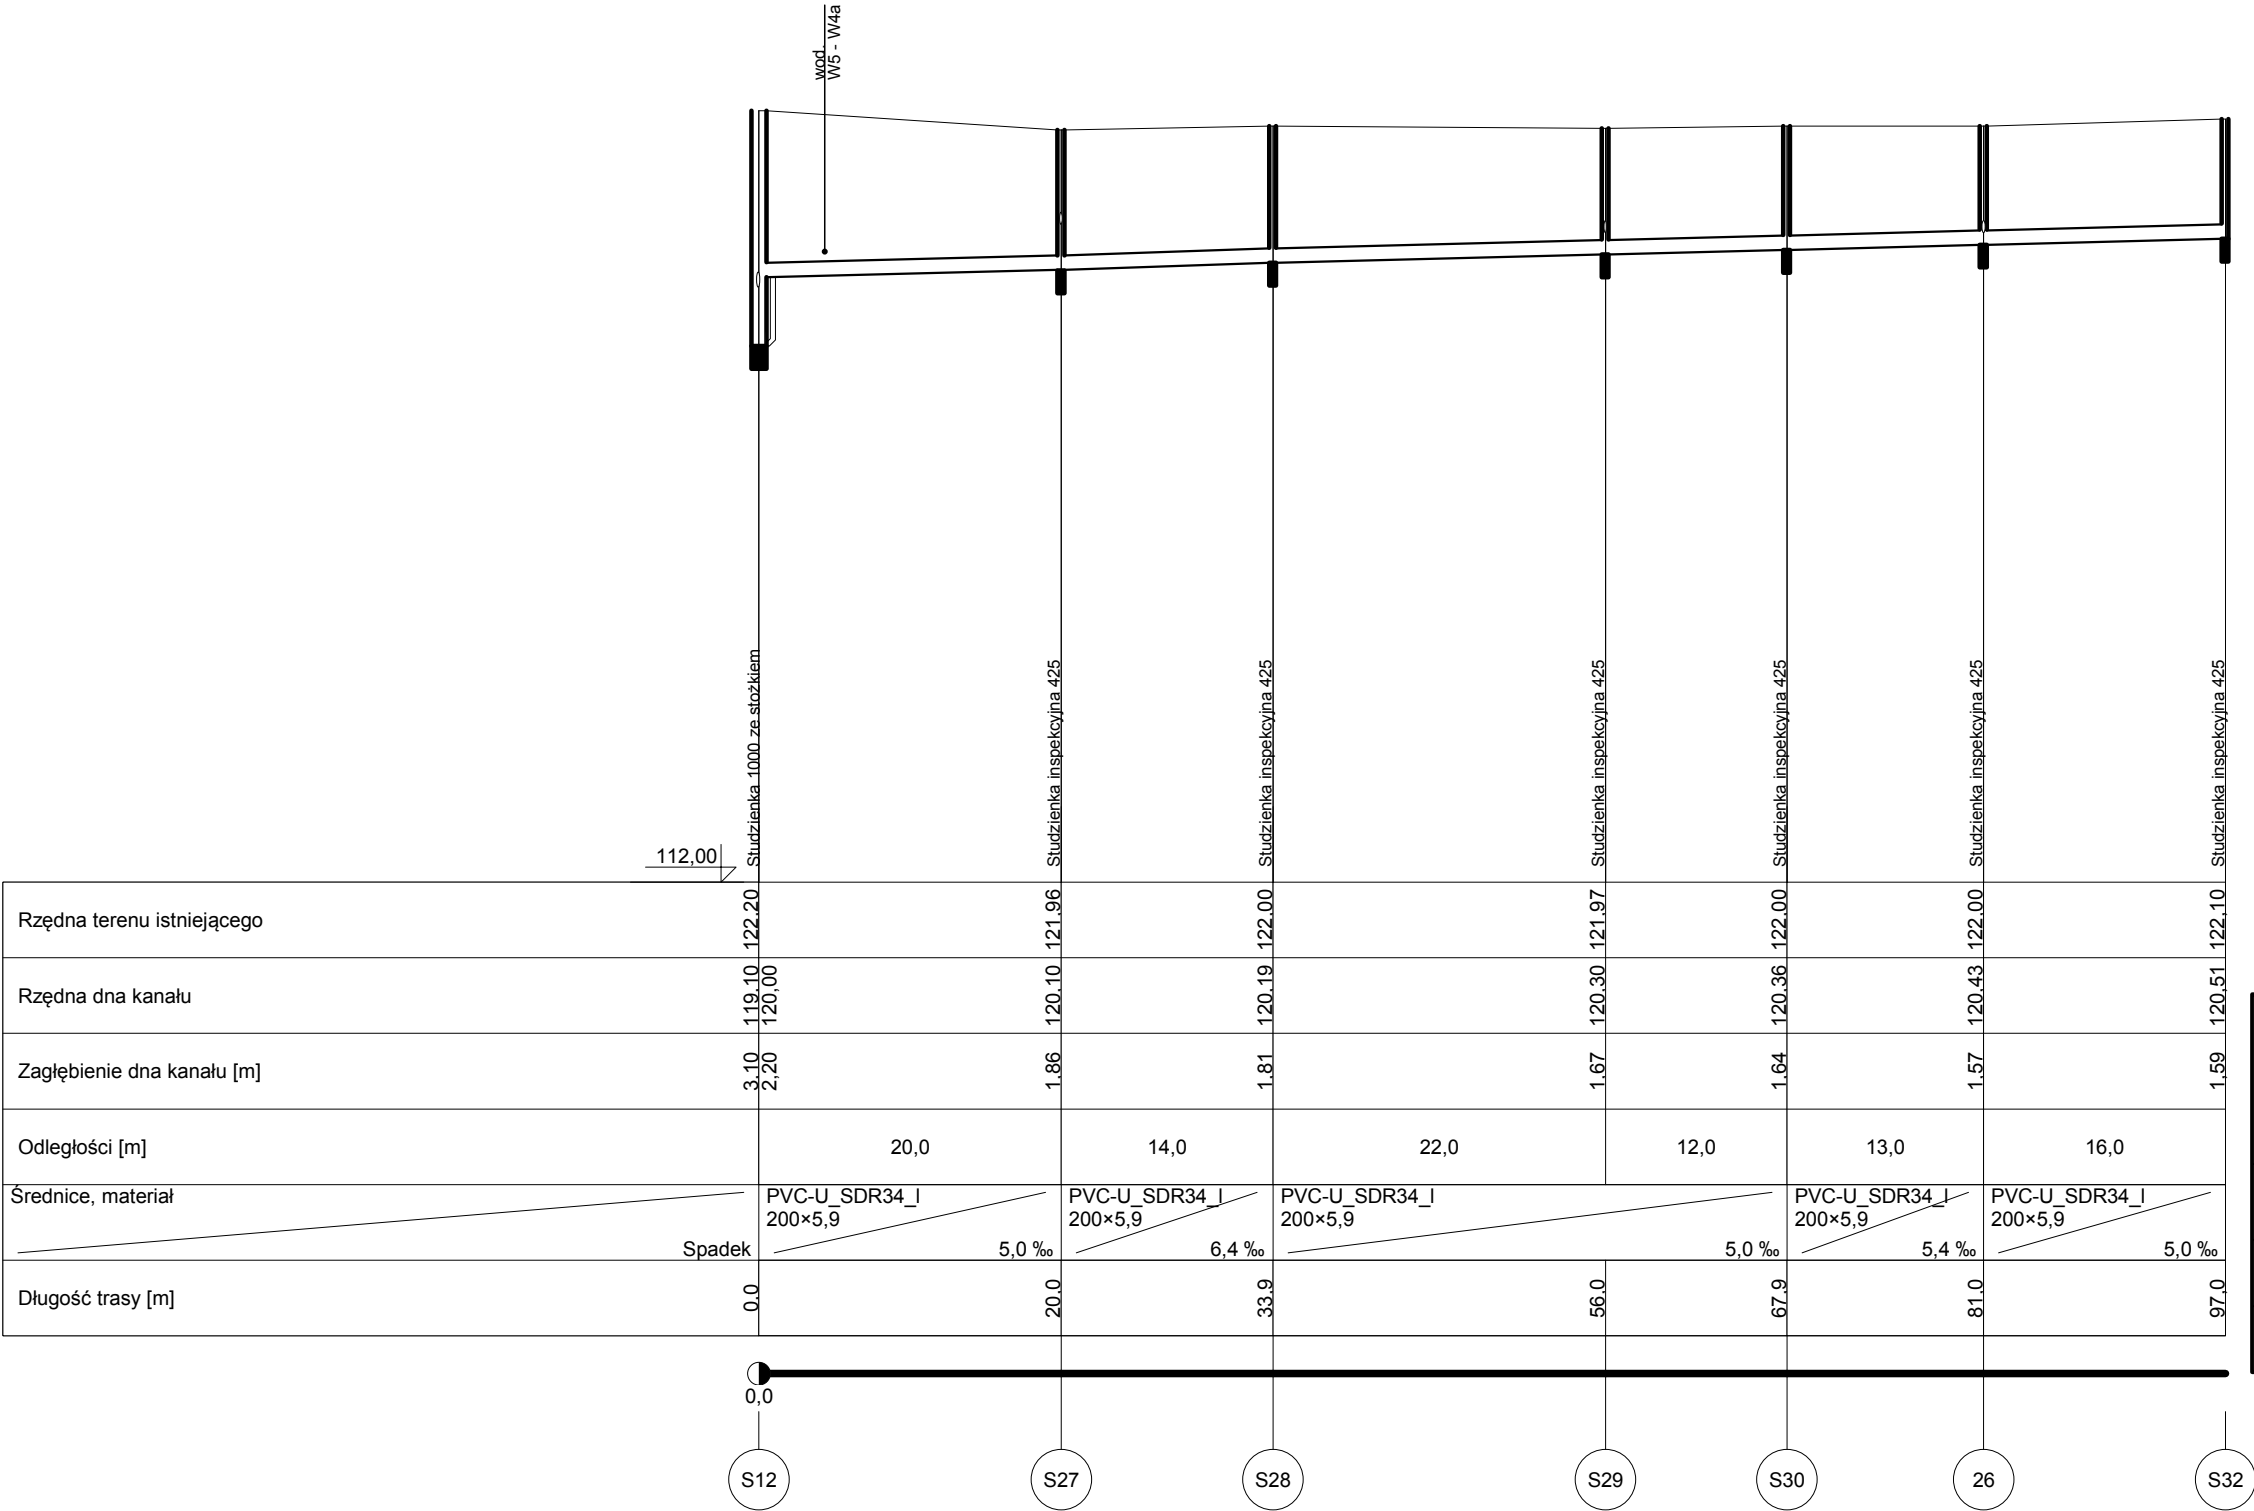 wod.
W5 - W4a
Studzienka 1000 ze stożkiem
Studzienka inspekcyjna 425
Studzienka inspekcyjna 425
Studzienka inspekcyjna 425
Studzienka inspekcyjna 425
Studzienka inspekcyjna 425
Studzienka inspekcyjna 425
112,00
Rzędna terenu istniejącego
122.20
121.96
122.00
121.97
122.00
122.00
122,10
Rzędna dna kanału
119.10
120,00
120.10
120.19
120.30
120.36
120.43
120,51
Zagłębienie dna kanału [m]
3.10
2,20
1.86
1.81
1.67
1.64
1.57
1,59
Odległości [m]
20,0
14,0
22,0
12,0
13,0
16,0
Średnice, materiał
Spadek
PVC-U_SDR34_I
200×5,9
5,0 ‰
PVC-U_SDR34_I
200×5,9
6,4 ‰
PVC-U_SDR34_I
200×5,9
5,0 ‰
PVC-U_SDR34_I
200×5,9
5,4 ‰
PVC-U_SDR34_I
200×5,9
5,0 ‰
Długość trasy [m]
0.0
20.0
33.9
56.0
67.9
81.0
97.0
0,0
S12
S27
S28
S29
S30
26
S32